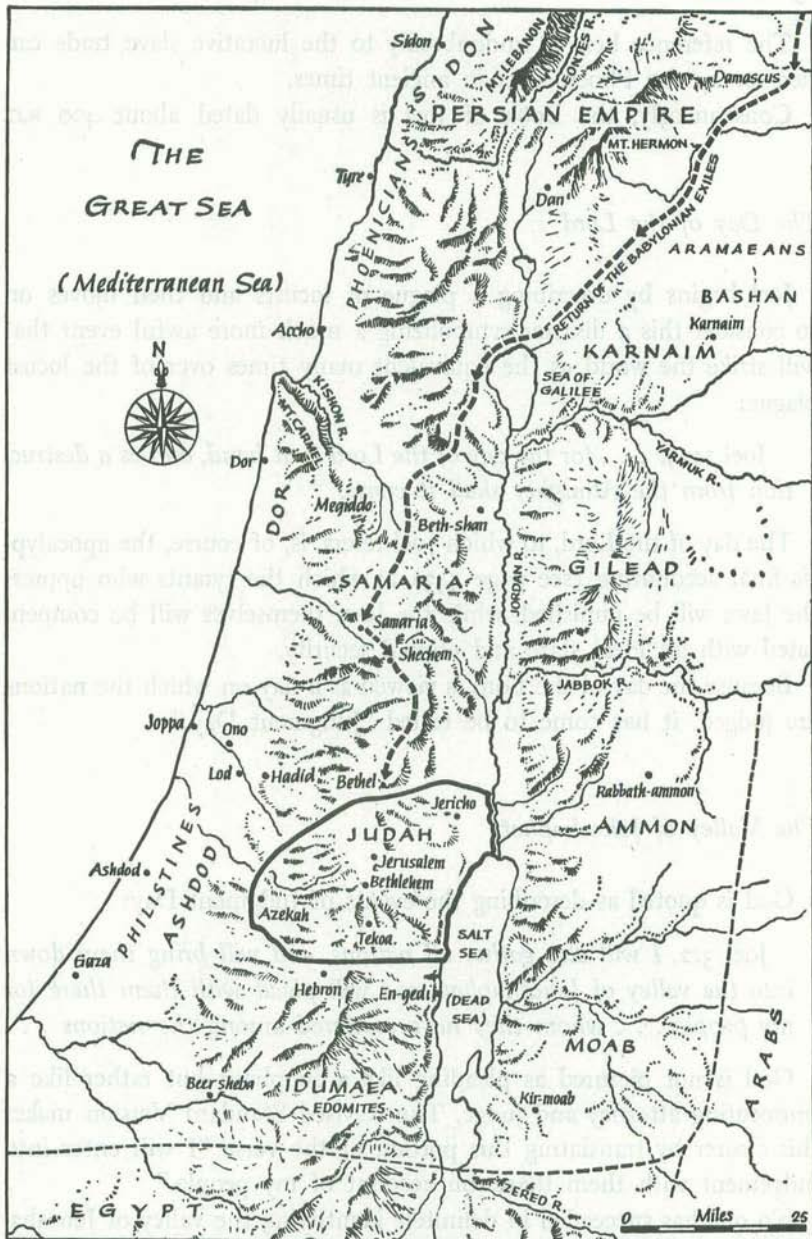 Sidon
SIDON
MT. LEBANON
LEONTES R.
Damascus
PERSIAN EMPIRE
MT. HERMON
THE
GREAT SEA
(Mediterranean Sea)
Tyre
Dan
PHOENICIANS
RETURN OF THE BABYLONIAN EXILES
ARAMAEANS
BASHAN
Karnaim
KARNAIM
Accho
SEA OF
GALILEE
N
KISHON R.
MT. CARMEL
YARMUK R.
Dor
DOR
Megiddo
Beth-shan
GILEAD
SAMARIA
JORDAN R.
Samaria
Shechem
JABBOK R.
Joppa
Ono
Lod
Hadid
Bethel
Jericho
Rabbath-ammon
JUDAH
AMMON
Jerusalem
Bethlehem
Ashdod
PHILISTINES
ASHDOD
Azekah
Tekoa
SALT
SEA
(DEAD
SEA)
Gaza
Hebron
En-gedi
MOAB
ARABS
Beersheba
IDUMAEA
EDOMITES
Kir-moab
EGYPT
ZERED R.
0 Miles 25